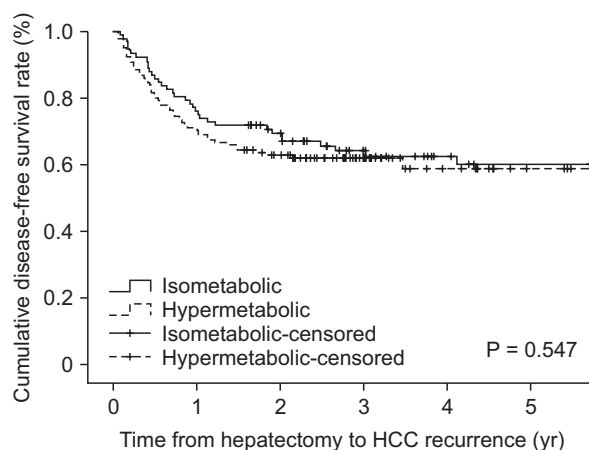 Cumulative disease-free survival rate (%)
1.0
0.8
0.6
0.4
0.2
0
Isometabolic
Hypermetabolic
Isometabolic-censored
Hypermetabolic-censored
P = 0.547
0 1 2 3 4 5
Time from hepatectomy to HCC recurrence (yr)